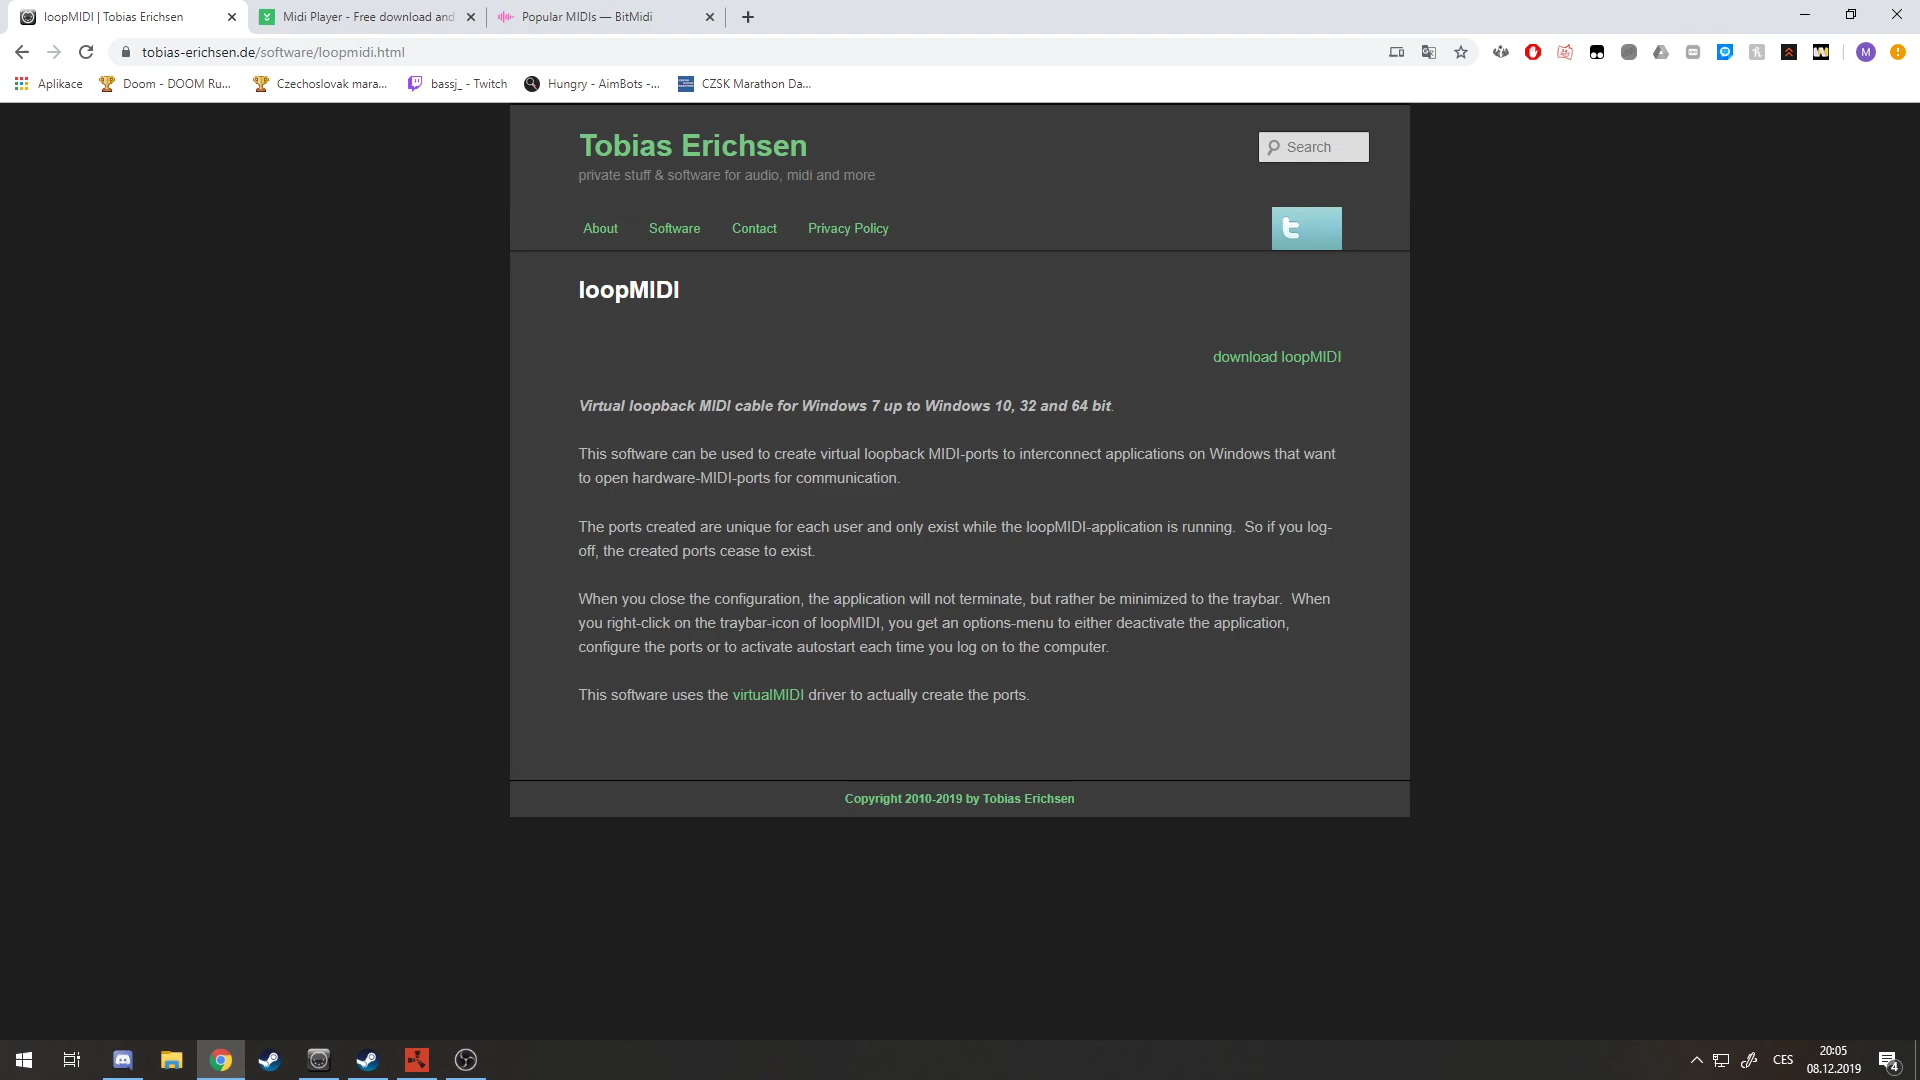 loopMIDI | Tobias Erichsen
Midi Player - Free download and
Popular MIDIs — BitMidi
tobias-erichsen.de/software/loopmidi.html
Aplikace
Doom - DOOM Ru...
Czechoslovak mara...
bassj_ - Twitch
Hungry - AimBots -...
CZSK Marathon Da...
Tobias Erichsen
Search
private stuff & software for audio, midi and more
About
Software
Contact
Privacy Policy
loopMIDI
download loopMIDI
Virtual loopback MIDI cable for Windows 7 up to Windows 10, 32 and 64 bit.
This software can be used to create virtual loopback MIDI-ports to interconnect applications on Windows that want
to open hardware-MIDI-ports for communication.
The ports created are unique for each user and only exist while the loopMIDI-application is running.  So if you log-
off, the created ports cease to exist.
When you close the configuration, the application will not terminate, but rather be minimized to the traybar.  When
you right-click on the traybar-icon of loopMIDI, you get an options-menu to either deactivate the application,
configure the ports or to activate autostart each time you log on to the computer.
This software uses the virtualMIDI driver to actually create the ports.
Copyright 2010-2019 by Tobias Erichsen
CES
20:05
08.12.2019
4
M